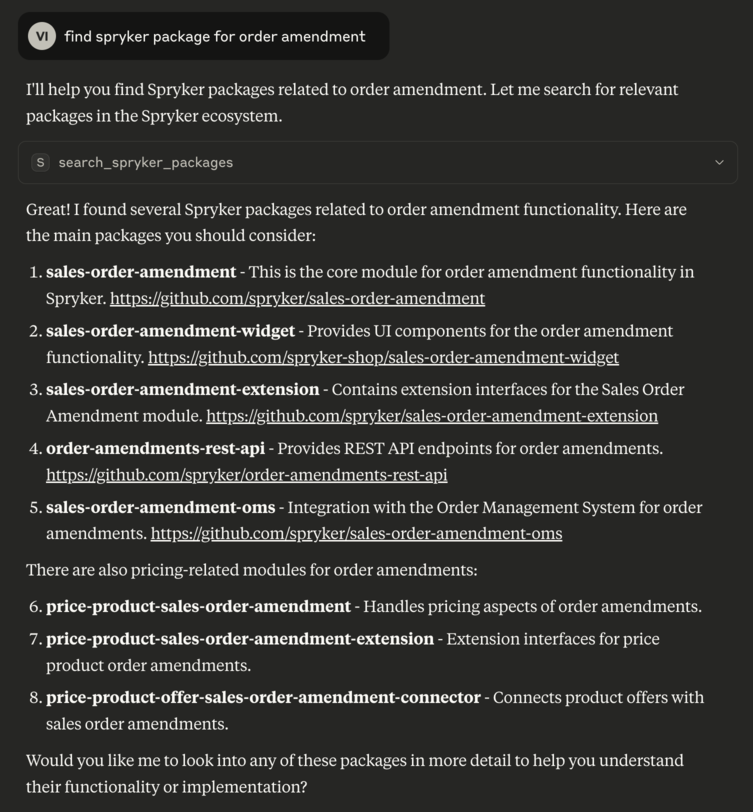 VI find spryker package for order amendment
I'll help you find Spryker packages related to order amendment. Let me search for relevant
packages in the Spryker ecosystem.
S search_spryker_packages
Great! I found several Spryker packages related to order amendment functionality. Here are
the main packages you should consider:
1. sales-order-amendment - This is the core module for order amendment functionality in
Spryker. https://github.com/spryker/sales-order-amendment
2. sales-order-amendment-widget - Provides UI components for the order amendment
functionality. https://github.com/spryker-shop/sales-order-amendment-widget
3. sales-order-amendment-extension - Contains extension interfaces for the Sales Order
Amendment module. https://github.com/spryker/sales-order-amendment-extension
4. order-amendments-rest-api - Provides REST API endpoints for order amendments.
https://github.com/spryker/order-amendments-rest-api
5. sales-order-amendment-oms - Integration with the Order Management System for order
amendments. https://github.com/spryker/sales-order-amendment-oms
There are also pricing-related modules for order amendments:
6. price-product-sales-order-amendment - Handles pricing aspects of order amendments.
7. price-product-sales-order-amendment-extension - Extension interfaces for price
product order amendments.
8. price-product-offer-sales-order-amendment-connector - Connects product offers with
sales order amendments.
Would you like me to look into any of these packages in more detail to help you understand
their functionality or implementation?